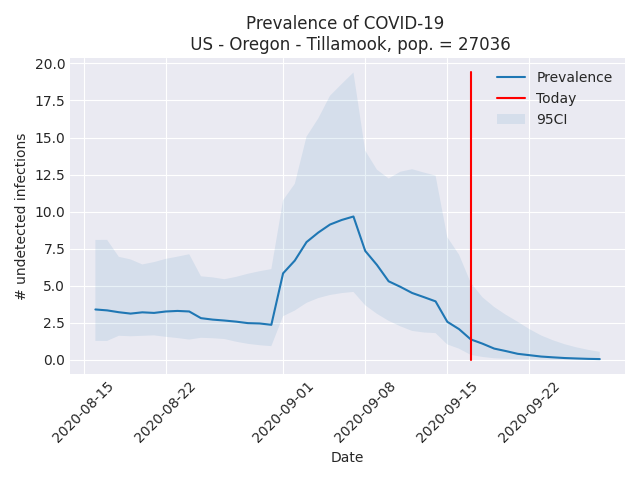 Prevalence of COVID-19
US - Oregon - Tillamook, pop. = 27036
20.0
17.5
15.0
12.5
10.0
7.5
5.0
2.5
0.0
# undetected infections
Prevalence
Today
95CI
2020-08-15
2020-08-22
2020-09-01
2020-09-08
2020-09-15
2020-09-22
Date